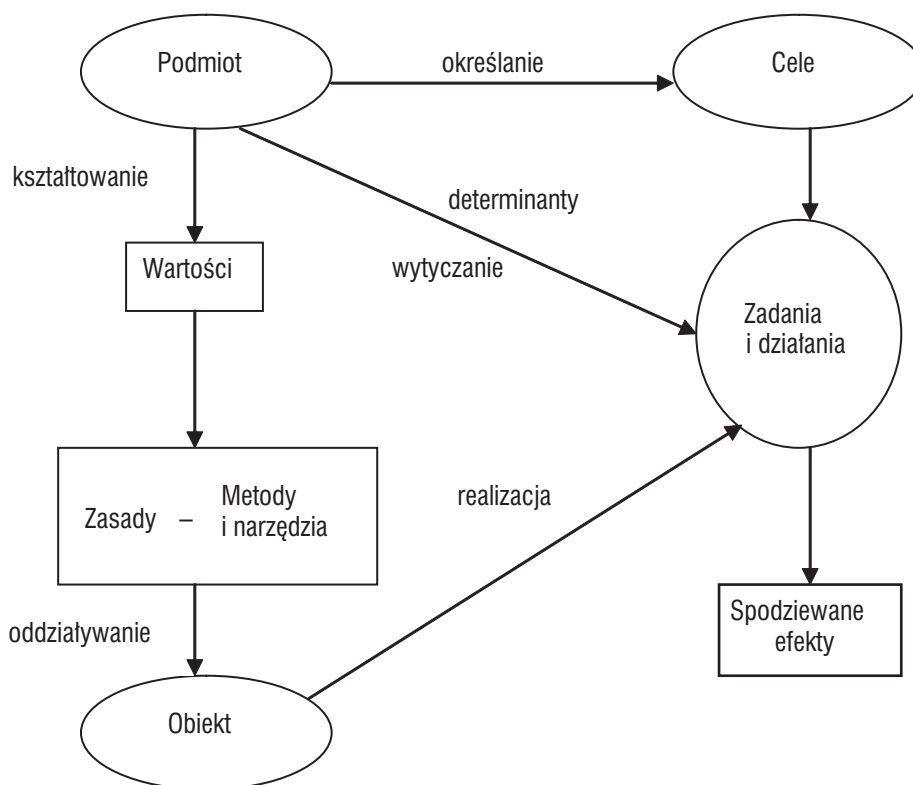 Podmiot
określanie
Cele
kształtowanie
determinanty
Wartości
wytyczanie
Zadania
i działania
Metody
Zasady – i narzędzia
realizacja
oddziaływanie
Spodziewane
efekty
Obiekt